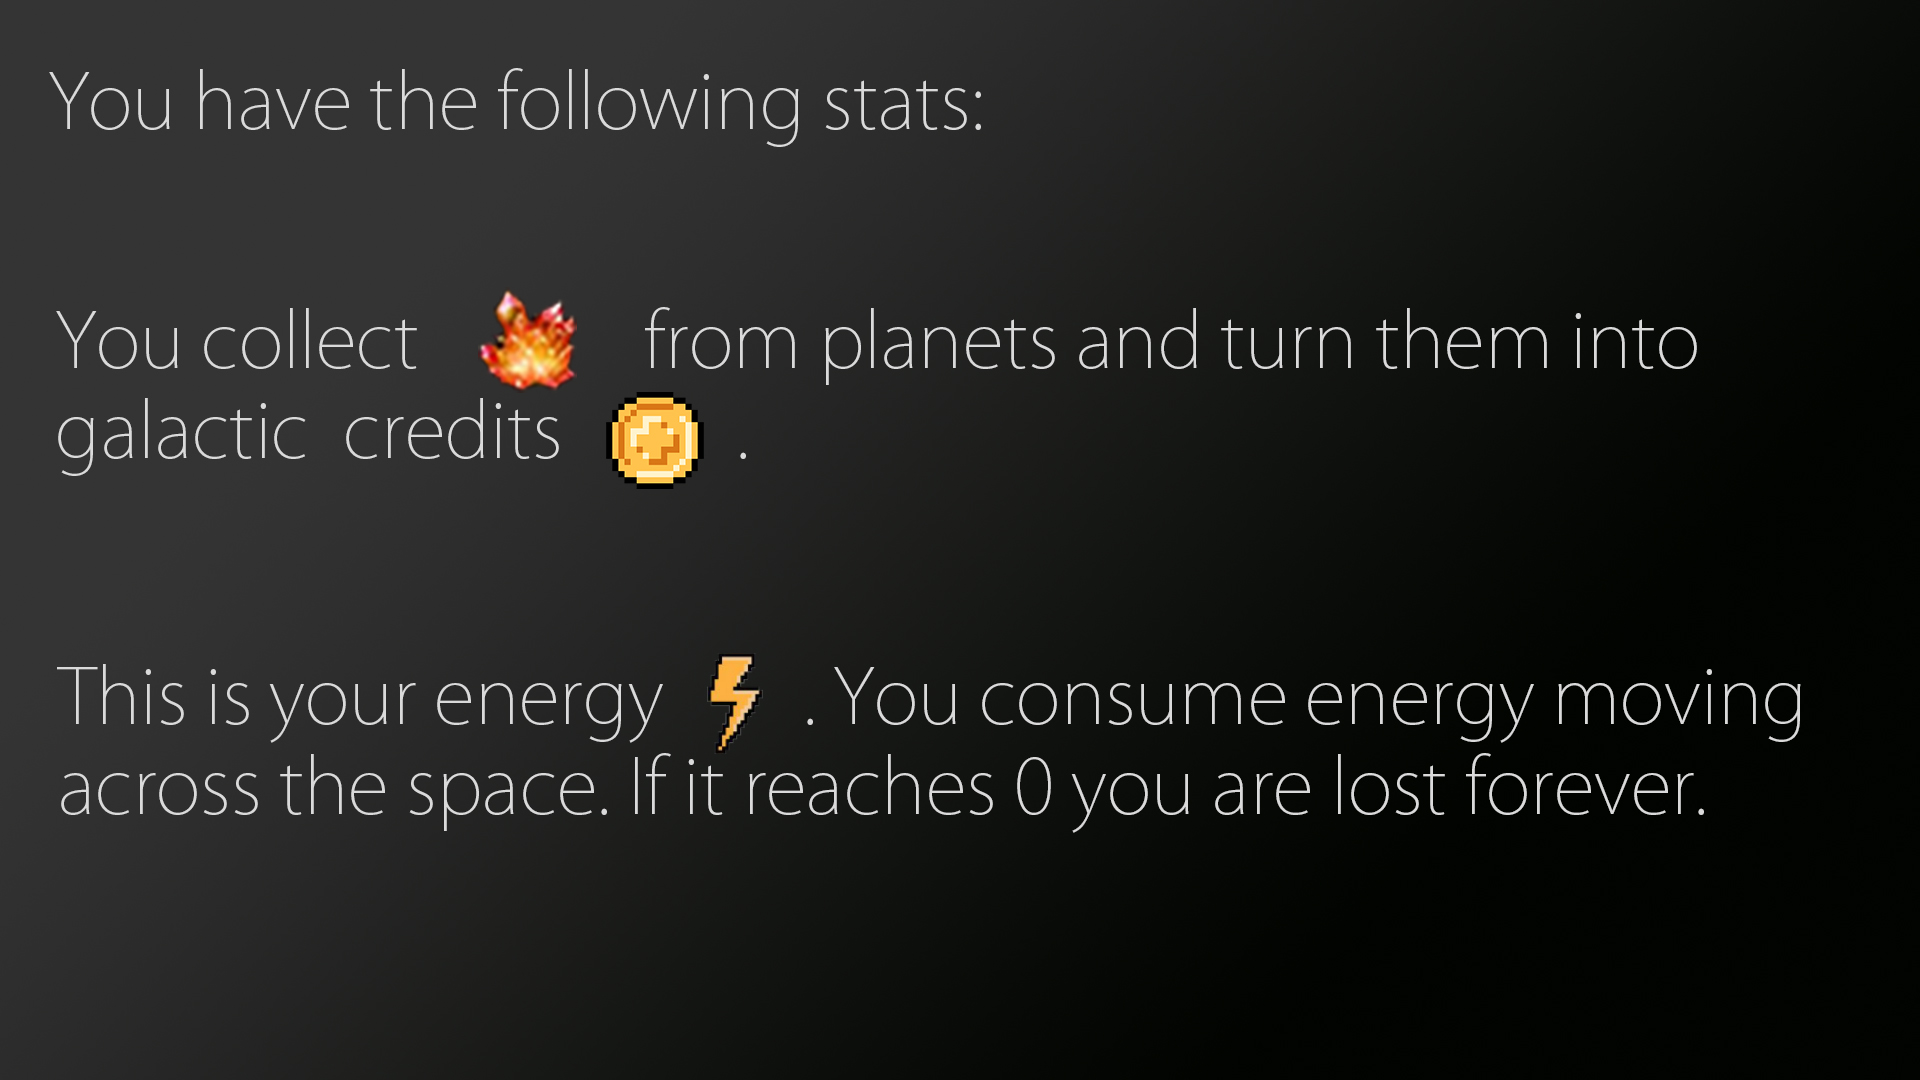 You have the following stats:
You collect from planets and turn them into
galactic credits .
This is your energy . You consume energy moving
across the space. If it reaches 0 you are lost forever.